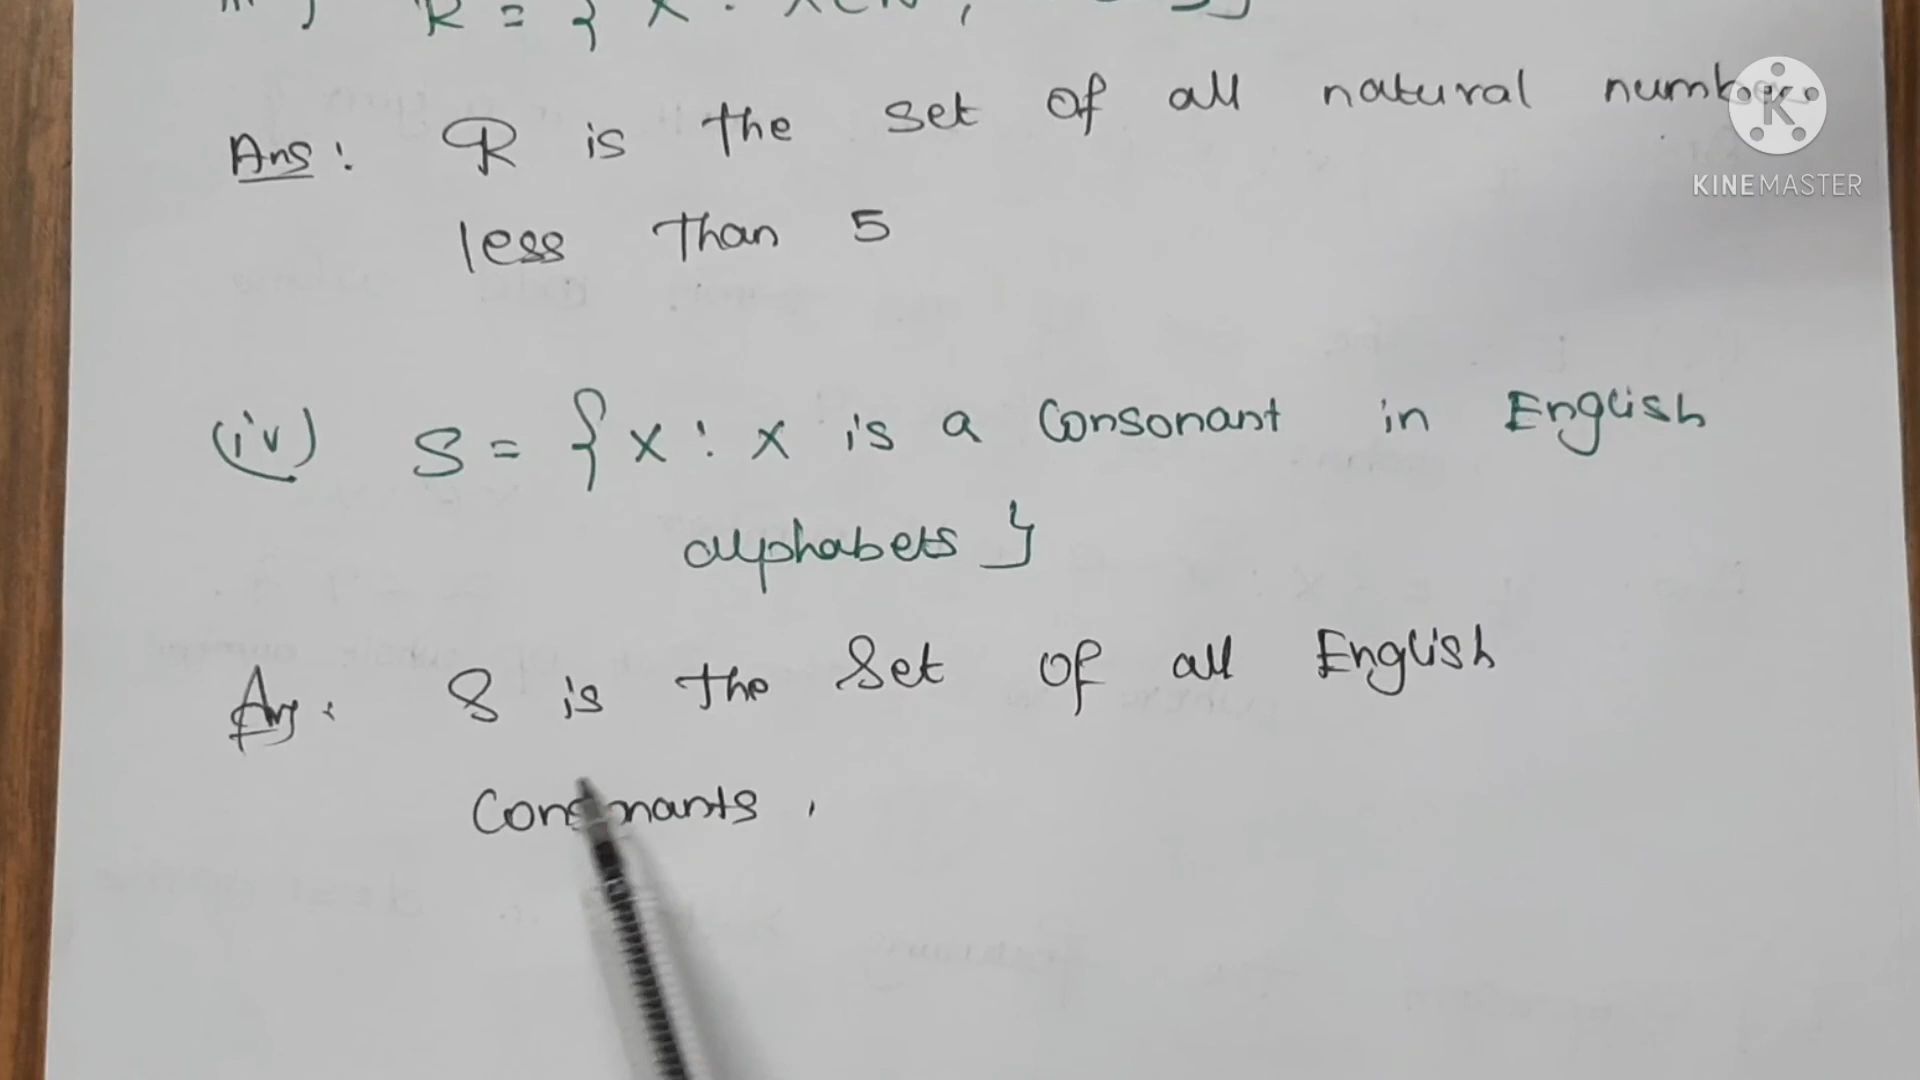 R = { x : x
Ans: R is the set of all natural
less than 5
(iv) S = { x : x is a consonant in English
alphabets }
Ans: S is the set of all English
Consonants.
K
KINEMASTER